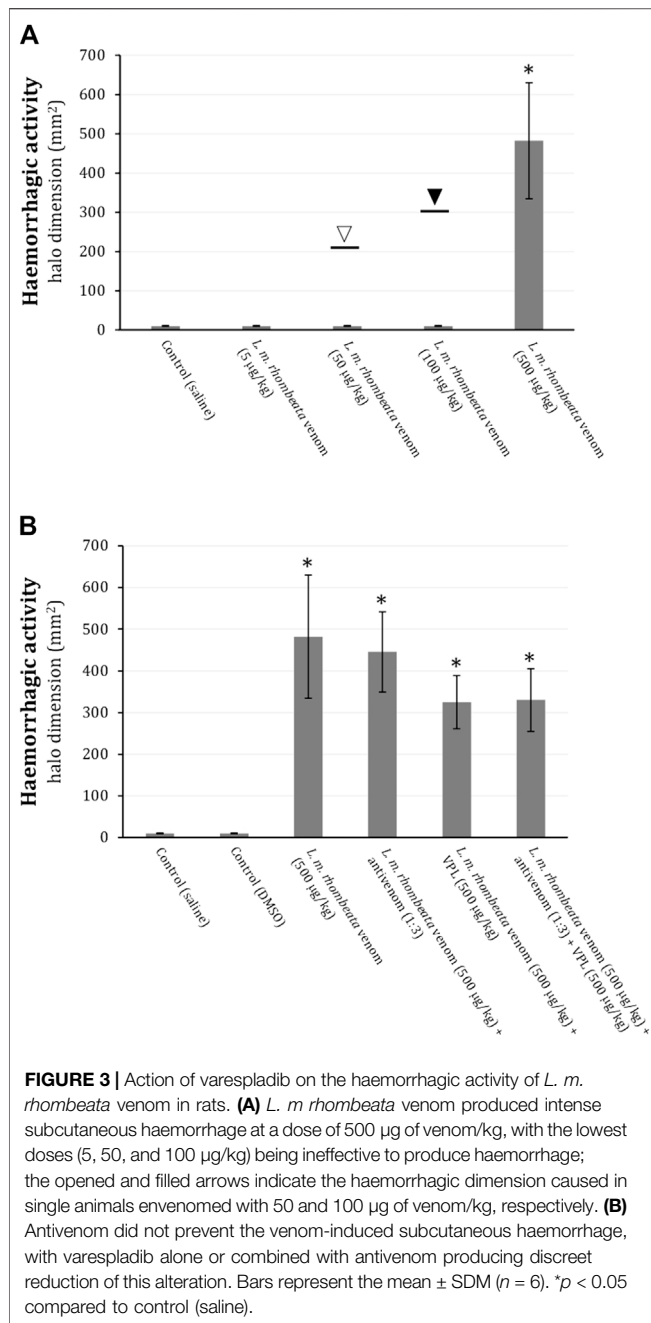 A
Haemorrhagic activity
halo dimension (mm²)
700
600
500
400
300
200
100
0
*
Control (saline)
L. m. rhombeata venom
(5 µg/kg)
L. m. rhombeata venom
(50 µg/kg)
L. m. rhombeata venom
(100 µg/kg)
L. m. rhombeata venom
(500 µg/kg)
B
Haemorrhagic activity
halo dimension (mm²)
700
600
500
400
300
200
100
0
*
*
*
*
Control (saline)
Control (DMSO)
L. m. rhombeata venom
(500 µg/kg)
L. m. rhombeata venom (500 µg/kg) +
antivenom (1:3)
L. m. rhombeata venom (500 µg/kg) +
VPL (500 µg/kg)
L. m. rhombeata venom (500 µg/kg) +
antivenom (1:3) + VPL (500 µg/kg)
FIGURE 3 | Action of varespladib on the haemorrhagic activity of L. m.
rhombeata venom in rats. (A) L. m rhombeata venom produced intense
subcutaneous haemorrhage at a dose of 500 µg of venom/kg, with the lowest
doses (5, 50, and 100 µg/kg) being ineffective to produce haemorrhage;
the opened and filled arrows indicate the haemorrhagic dimension caused in
single animals envenomed with 50 and 100 µg of venom/kg, respectively. (B)
Antivenom did not prevent the venom-induced subcutaneous haemorrhage,
with varespladib alone or combined with antivenom producing discreet
reduction of this alteration. Bars represent the mean ± SDM (n = 6). *p < 0.05
compared to control (saline).